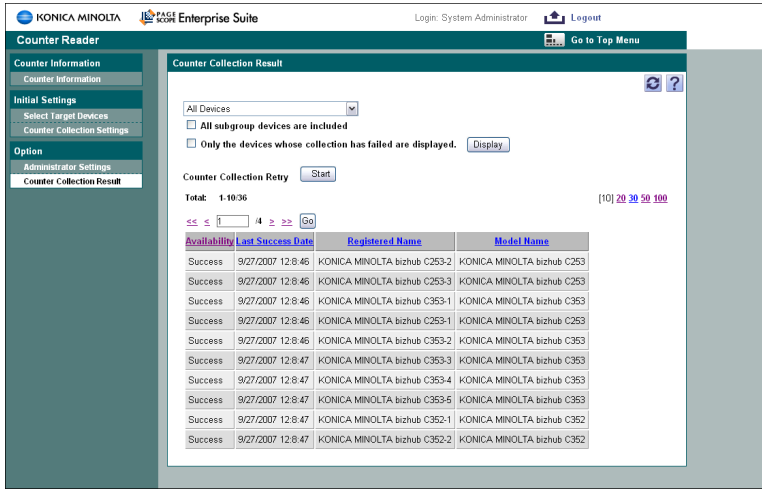 KONICA MINOLTA PAGE SCOPE Enterprise Suite Login: System Administrator Logout
Counter Reader Go to Top Menu
Counter Information
Counter Information
Initial Settings
Select Target Devices
Counter Collection Settings
Option
Administrator Settings
Counter Collection Result
Counter Collection Result
?
All Devices
All subgroup devices are included
Only the devices whose collection has failed are displayed. Display
Counter Collection Retry Start
Total: 1-10/36 [10] 20 30 50 100
<< < 1 /4 > >> Go
Availability Last Success Date Registered Name Model Name
Success 9/27/2007 12:8:46 KONICA MINOLTA bizhub C253-2 KONICA MINOLTA bizhub C253
Success 9/27/2007 12:8:46 KONICA MINOLTA bizhub C253-3 KONICA MINOLTA bizhub C253
Success 9/27/2007 12:8:46 KONICA MINOLTA bizhub C353-1 KONICA MINOLTA bizhub C353
Success 9/27/2007 12:8:46 KONICA MINOLTA bizhub C253-1 KONICA MINOLTA bizhub C253
Success 9/27/2007 12:8:46 KONICA MINOLTA bizhub C353-2 KONICA MINOLTA bizhub C353
Success 9/27/2007 12:8:47 KONICA MINOLTA bizhub C353-3 KONICA MINOLTA bizhub C353
Success 9/27/2007 12:8:47 KONICA MINOLTA bizhub C353-4 KONICA MINOLTA bizhub C353
Success 9/27/2007 12:8:47 KONICA MINOLTA bizhub C353-5 KONICA MINOLTA bizhub C353
Success 9/27/2007 12:8:47 KONICA MINOLTA bizhub C352-1 KONICA MINOLTA bizhub C352
Success 9/27/2007 12:8:47 KONICA MINOLTA bizhub C352-2 KONICA MINOLTA bizhub C352